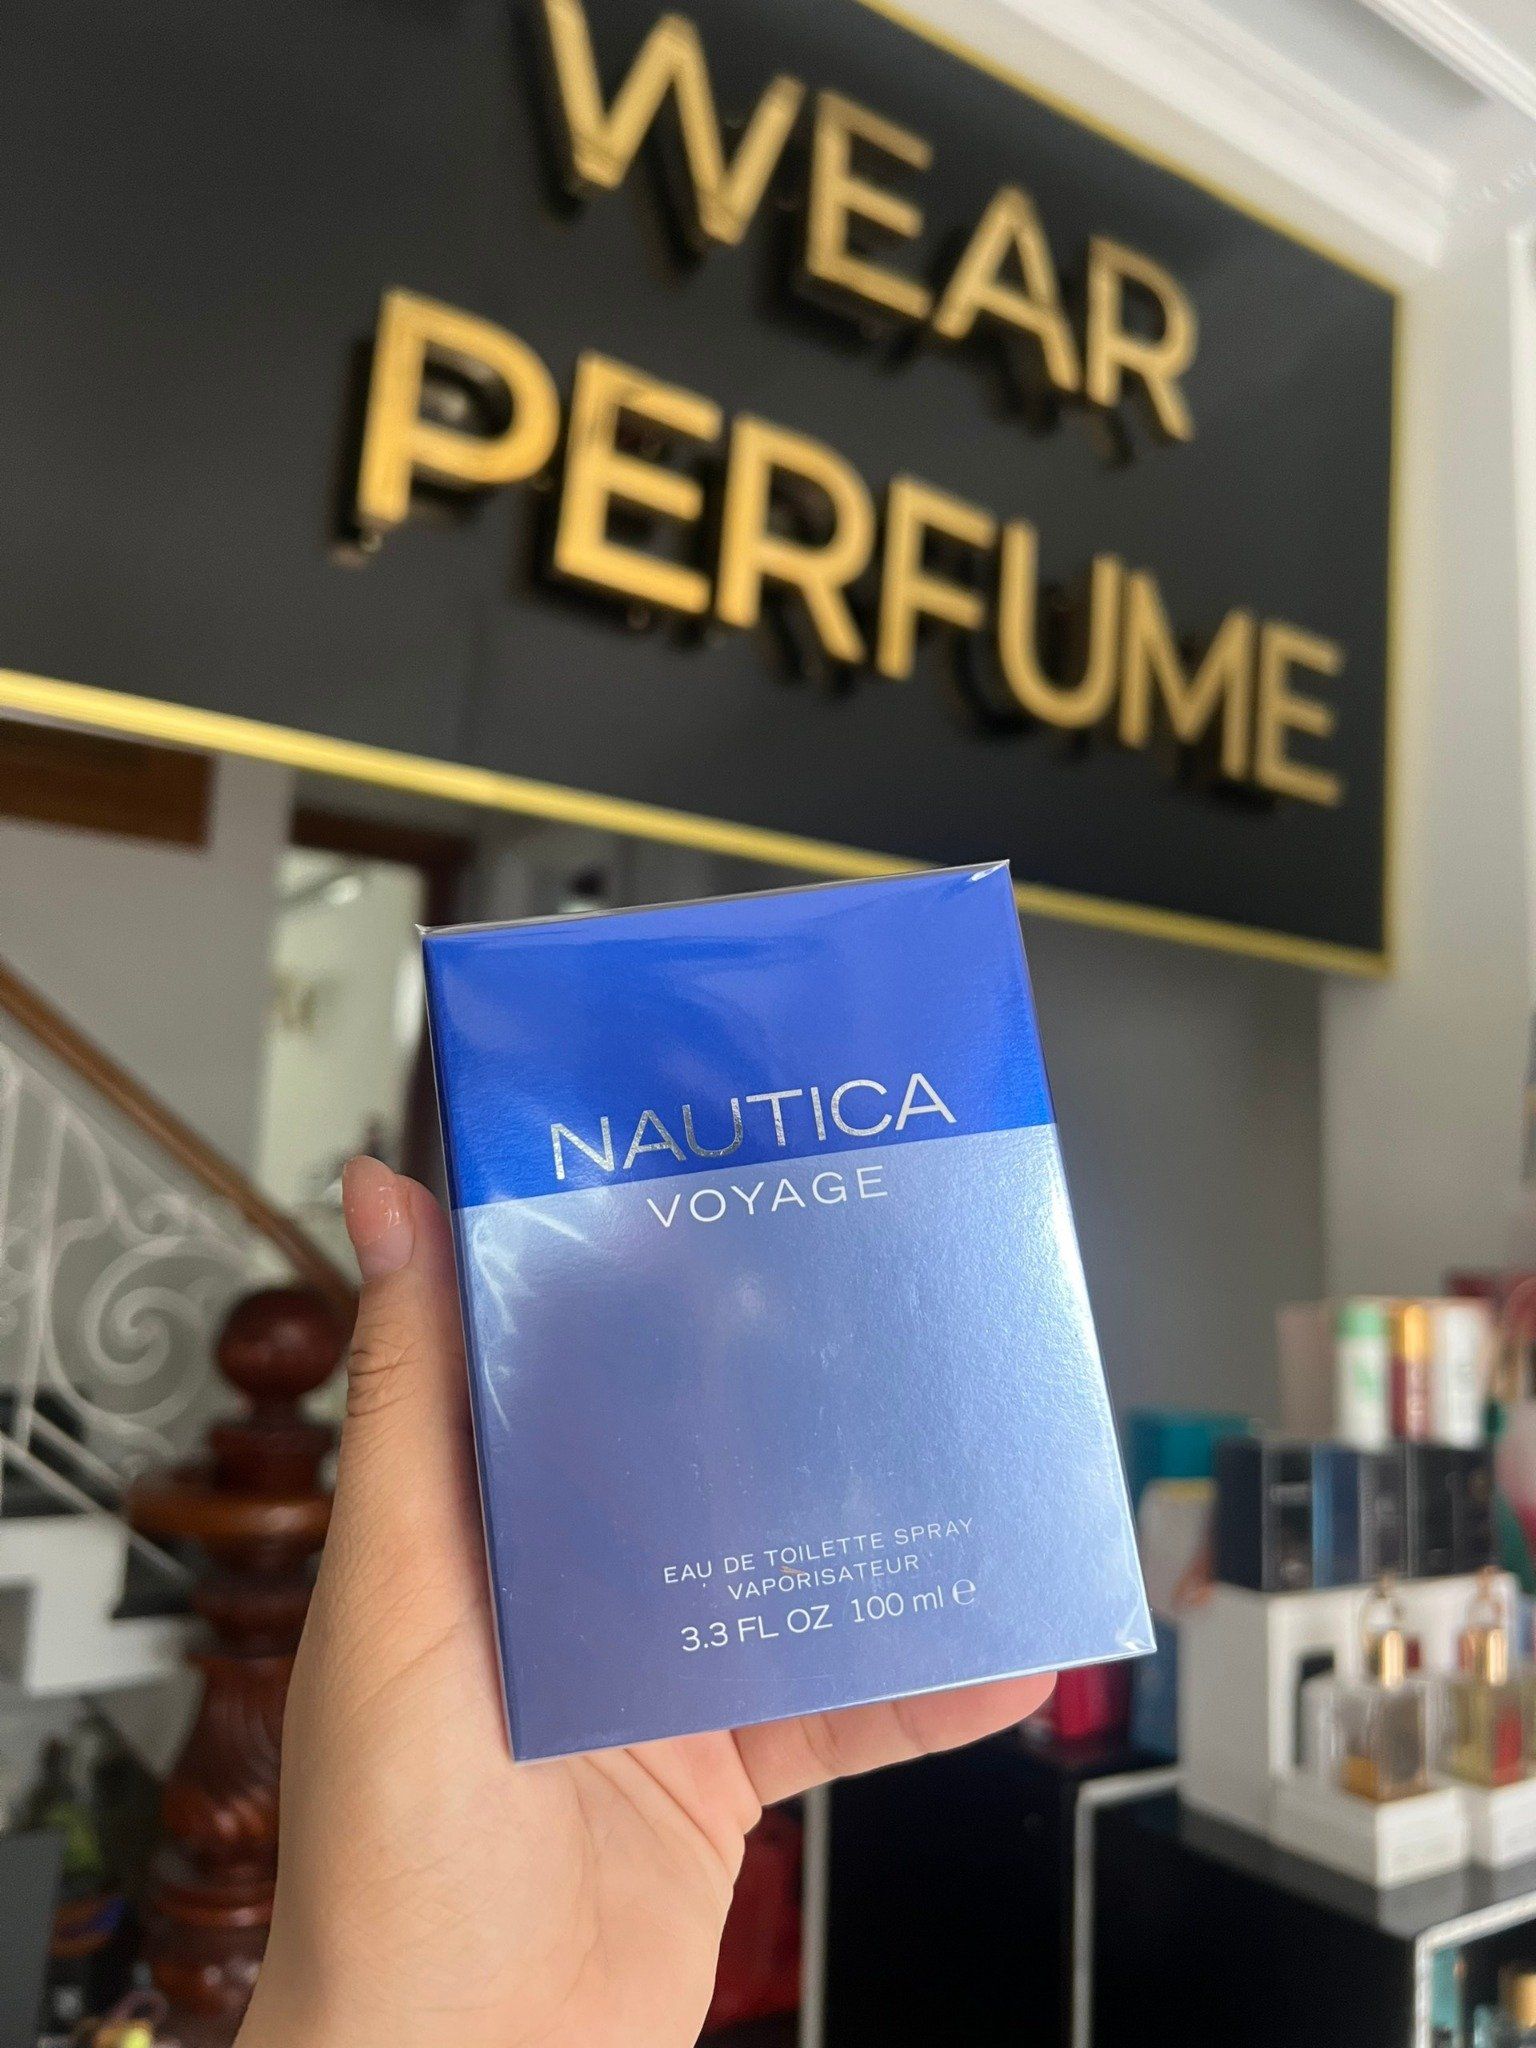 WEAR
PERFUME
NAUTICA
VOYAGE
EAU DE TOILETTE SPRAY
VAPORISATEUR
3.3 FL OZ 100 ml ℮